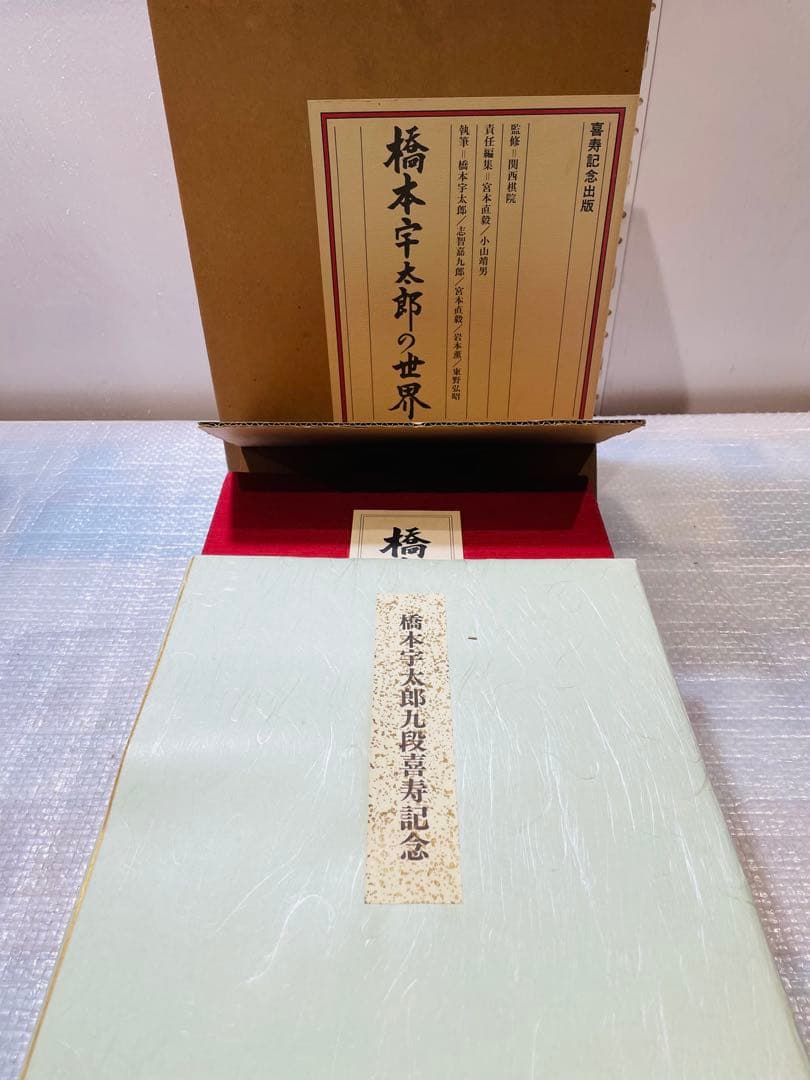 喜寿記念出版
監修=関西棋院
責任編集=宮本直毅/小山靖男
執筆=橋本宇太郎/志智嘉九郎/宮本直毅/岩本薫/東野弘昭
橋本宇太郎の世界
橋
橋本宇太郎九段喜寿記念